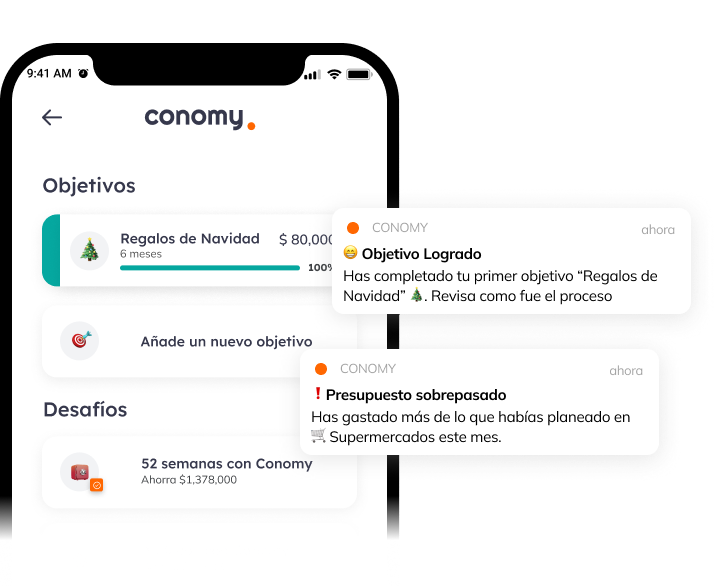 9:41 AM
conomy.
Objetivos
Regalos de Navidad $ 80,000
6 meses
100%
Añade un nuevo objetivo
Desafíos
52 semanas con Conomy
Ahorra $1,378,000
CONOMY ahora
😁 Objetivo Logrado
Has completado tu primer objetivo “Regalos de
Navidad” 🎄. Revisa como fue el proceso
CONOMY ahora
❗ Presupuesto sobrepasado
Has gastado más de lo que habías planeado en
🛒 Supermercados este mes.